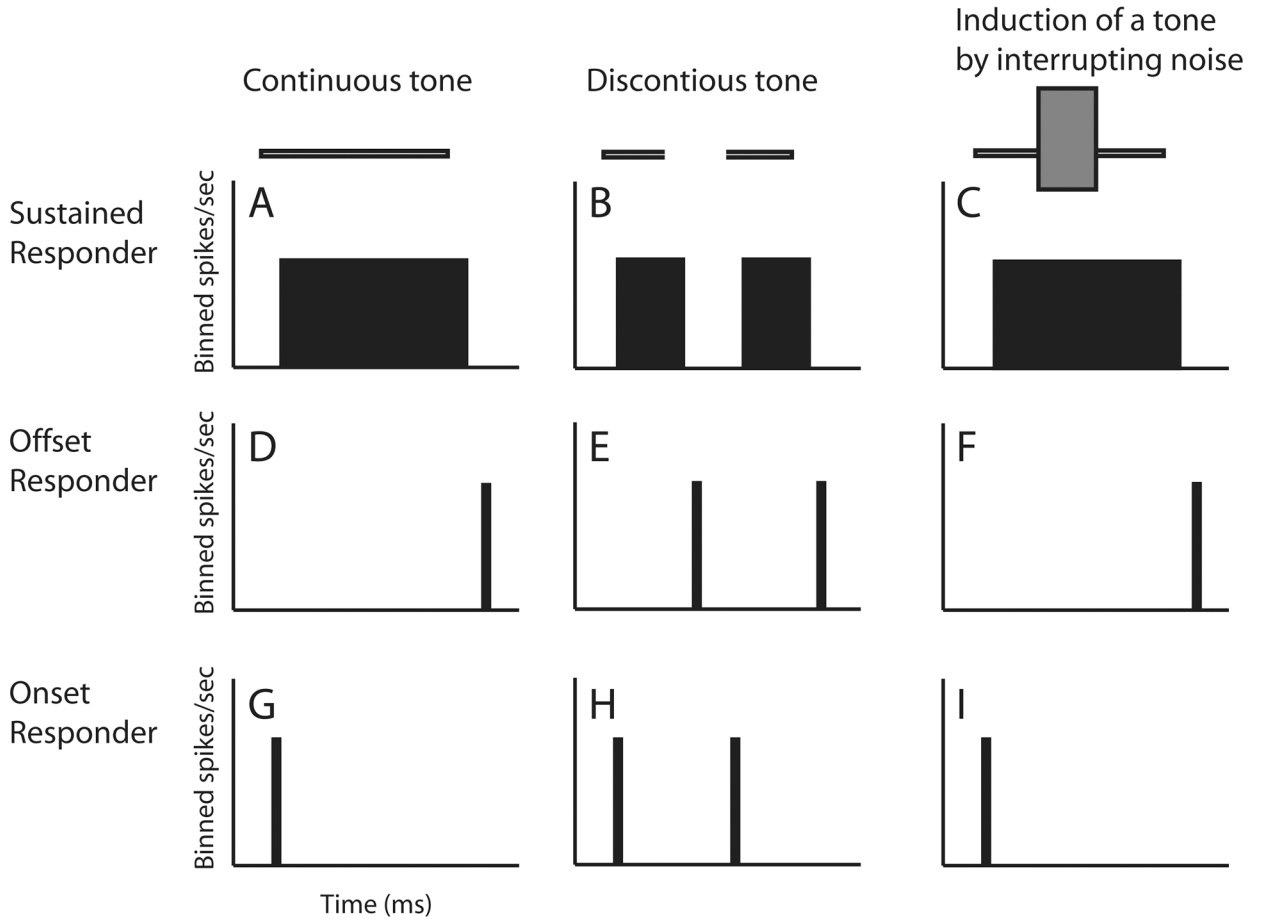 Continuous tone
Discontious tone
Induction of a tone
by interrupting noise
Sustained
Responder
Binned spikes/sec
A
B
C
Offset
Responder
Binned spikes/sec
D
E
F
Onset
Responder
Binned spikes/sec
G
H
I
Time (ms)